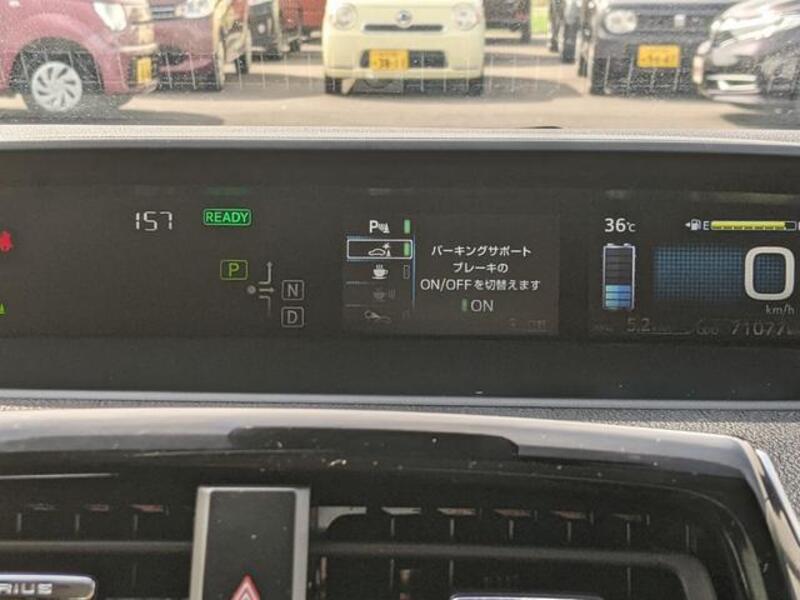 157
READY
P
N
D
P
パーキングサポート
ブレーキの
ON/OFFを切替えます
ON
36℃
E
0
km/h
5.2
ODO 71077
RIUS